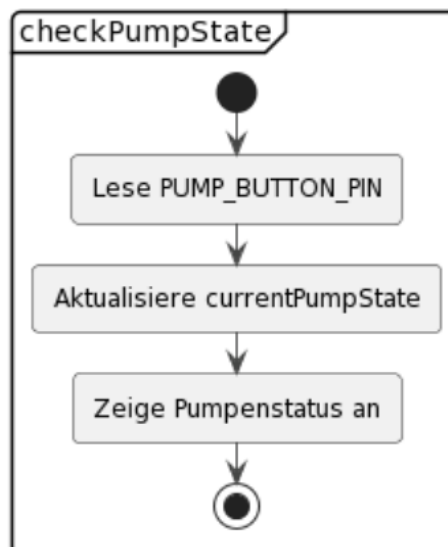 checkPumpState
Lese PUMP_BUTTON_PIN
Aktualisiere currentPumpState
Zeige Pumpenstatus an